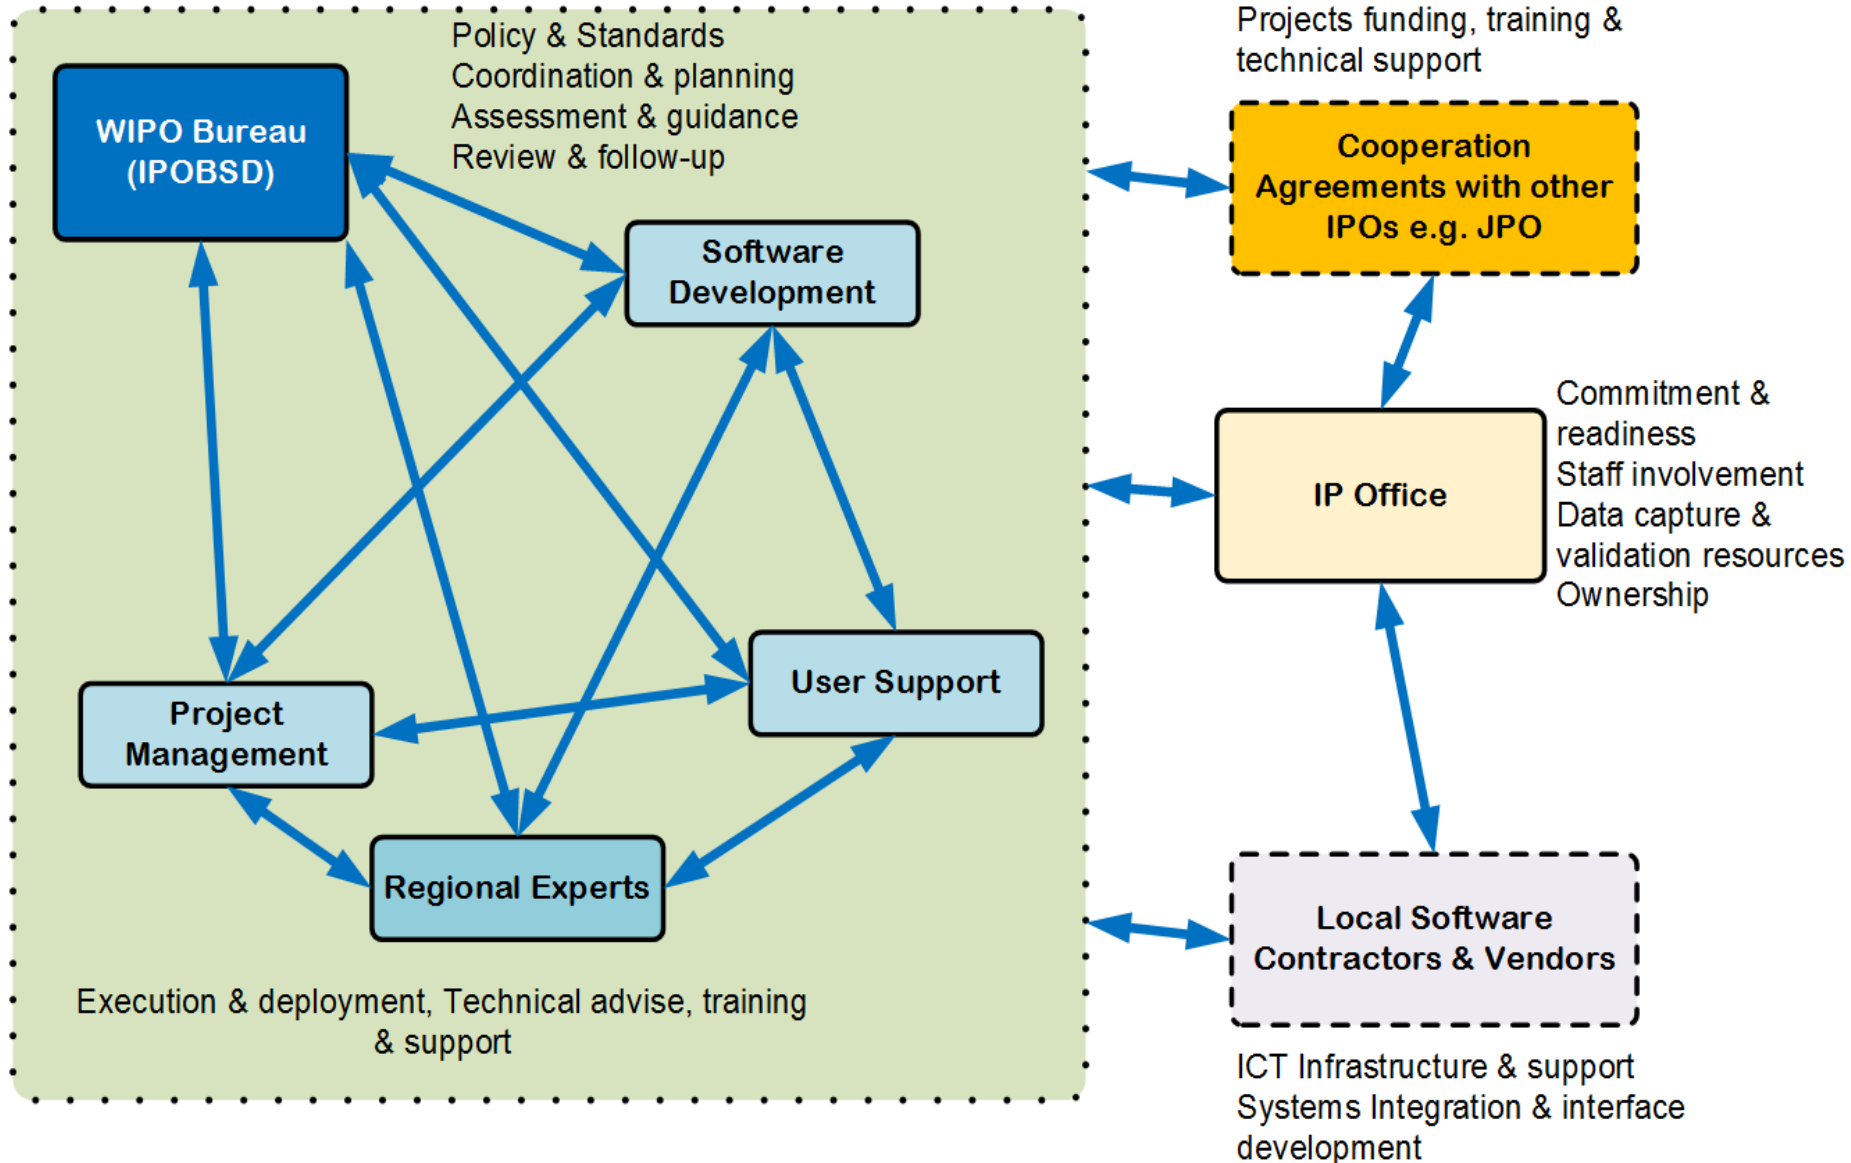 Policy & Standards
Coordination & planning
Assessment & guidance
Review & follow-up
WIPO Bureau
(IPOBSD)
Software
Development
Project
Management
User Support
Regional Experts
Execution & deployment, Technical advise, training
& support
Projects funding, training &
technical support
Cooperation
Agreements with other
IPOs e.g. JPO
IP Office
Commitment &
readiness
Staff involvement
Data capture &
validation resources
Ownership
Local Software
Contractors & Vendors
ICT Infrastructure & support
Systems Integration & interface
development